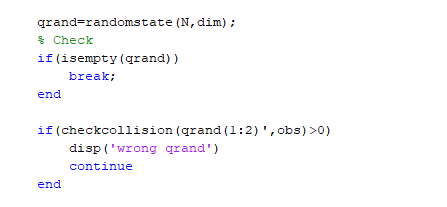 qrand=randomstate(N,dim);
% Check
if(isempty(qrand))
    break;
end

if(checkcollision(qrand(1:2)',obs)>0)
    disp('wrong qrand')
    continue
end